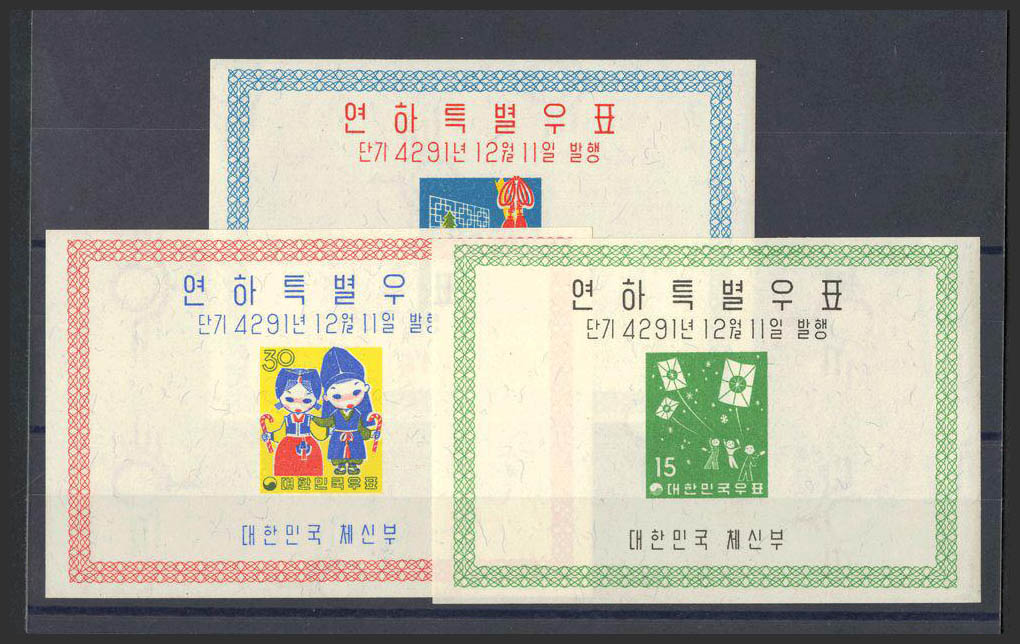 연하특별우표
단기 4291년 12월 11일 발행
연하특별우
단기 4291년 12월 11일 발행
30
대한민국우표
대한민국 체신부
연하특별우표
단기 4291년 12월 11일 발행
15
대한민국우표
대한민국 체신부